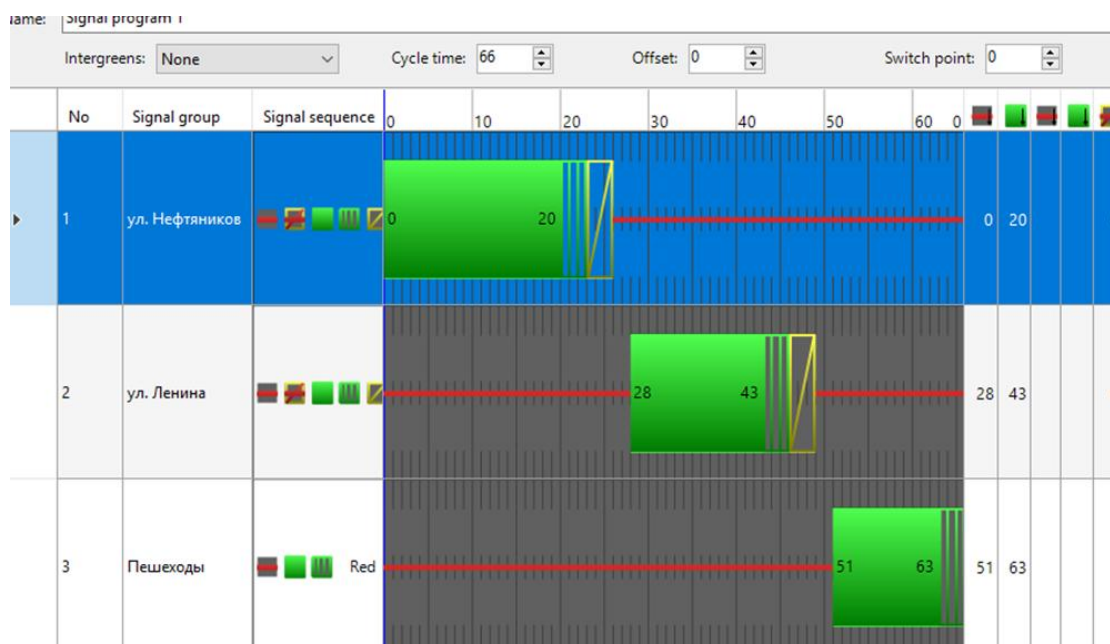 Name: Signal program 1
Intergreens: None Cycle time: 66 Offset: 0 Switch point: 0
No Signal group Signal sequence 0 10 20 30 40 50 60 0
1 ул. Нефтяников 0 20 0 20
2 ул. Ленина 28 43 28 43
3 Пешеходы Red 51 63 51 63